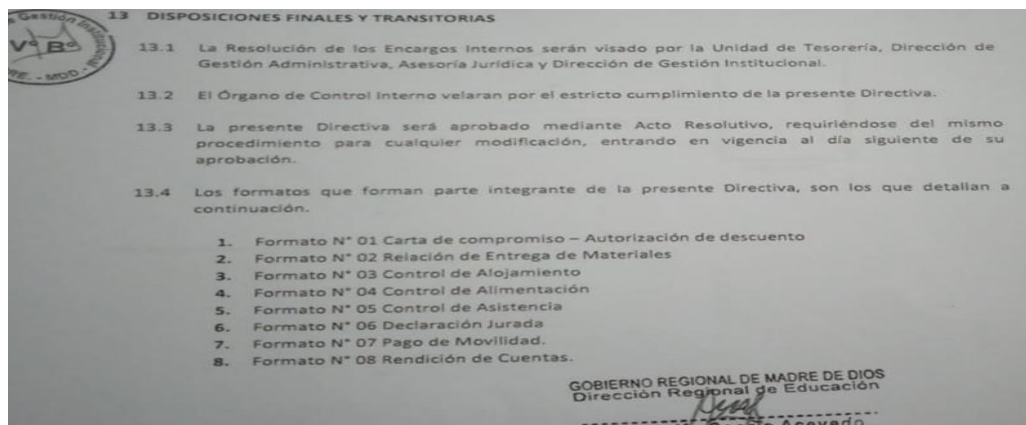 Gestión Institucional
V° B°
RE. - MDD -
13 DISPOSICIONES FINALES Y TRANSITORIAS
13.1 La Resolución de los Encargos Internos serán visado por la Unidad de Tesorería, Dirección de
Gestión Administrativa, Asesoría Jurídica y Dirección de Gestión Institucional.
13.2 El Órgano de Control Interno velaran por el estricto cumplimiento de la presente Directiva.
13.3 La presente Directiva será aprobado mediante Acto Resolutivo, requiriéndose del mismo
procedimiento para cualquier modificación, entrando en vigencia al día siguiente de su
aprobación.
13.4 Los formatos que forman parte integrante de la presente Directiva, son los que detallan a
continuación.
1. Formato N° 01 Carta de compromiso – Autorización de descuento
2. Formato N° 02 Relación de Entrega de Materiales
3. Formato N° 03 Control de Alojamiento
4. Formato N° 04 Control de Alimentación
5. Formato N° 05 Control de Asistencia
6. Formato N° 06 Declaración Jurada
7. Formato N° 07 Pago de Movilidad.
8. Formato N° 08 Rendición de Cuentas.
GOBIERNO REGIONAL DE MADRE DE DIOS
Dirección Regional de Educación
Acevedo